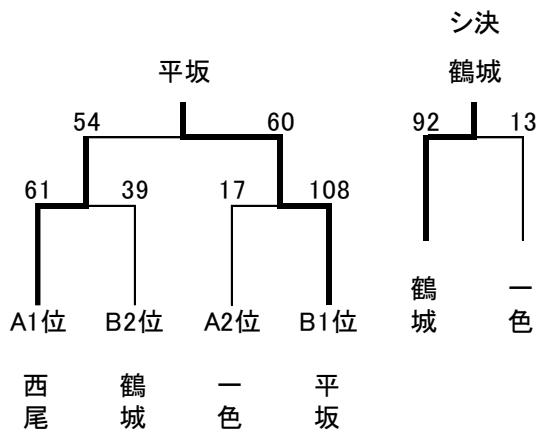 シ決
平坂
鶴城
54 60
92 13
61 39 17 108
A1位 B2位 A2位 B1位
鶴城 一色
西尾 鶴城 一色 平坂